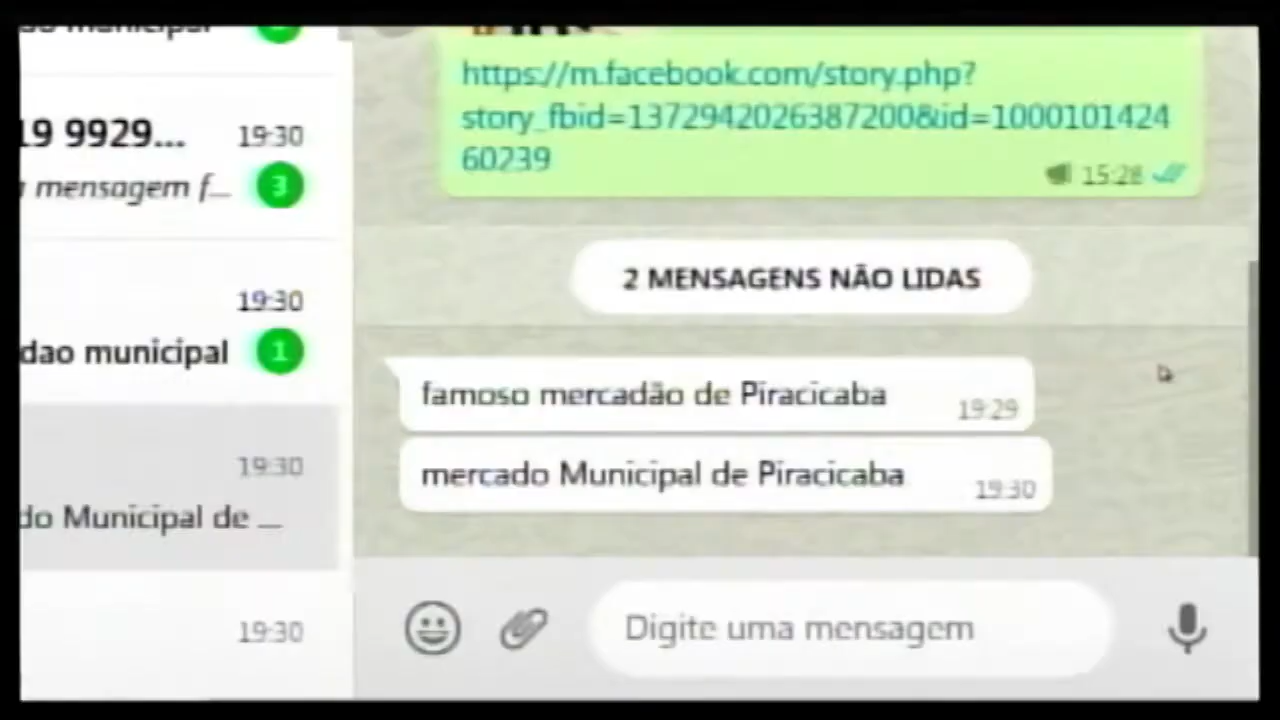 19 9929...
19:30
mensagem f...
3
19:30
dao municipal
1
19:30
do Municipal de ...
19:30
https://m.facebook.com/story.php?
story_fbid=1372942026387200&id=1000101424
60239
15:28
2 MENSAGENS NÃO LIDAS
famoso mercadão de Piracicaba
19:29
mercado Municipal de Piracicaba
19:30
Digite uma mensagem